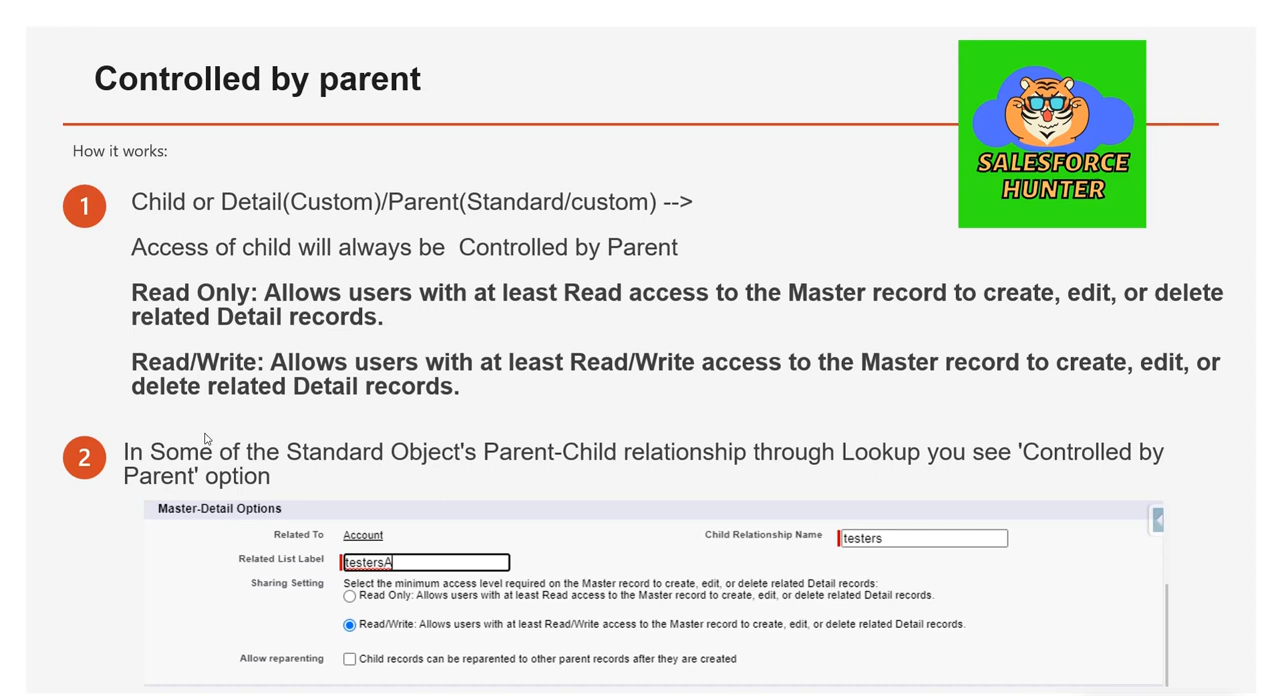 Controlled by parent
SALESFORCE
HUNTER
How it works:
1
Child or Detail(Custom)/Parent(Standard/custom) -->
Access of child will always be  Controlled by Parent
Read Only: Allows users with at least Read access to the Master record to create, edit, or delete
related Detail records.
Read/Write: Allows users with at least Read/Write access to the Master record to create, edit, or
delete related Detail records.
2
In Some of the Standard Object's Parent-Child relationship through Lookup you see 'Controlled by
Parent' option
Master-Detail Options
Related To Account Child Relationship Name testers
Related List Label testersA
Sharing Setting Select the minimum access level required on the Master record to create, edit, or delete related Detail records:
Read Only: Allows users with at least Read access to the Master record to create, edit, or delete related Detail records.
Read/Write: Allows users with at least Read/Write access to the Master record to create, edit, or delete related Detail records.
Allow reparenting Child records can be reparented to other parent records after they are created